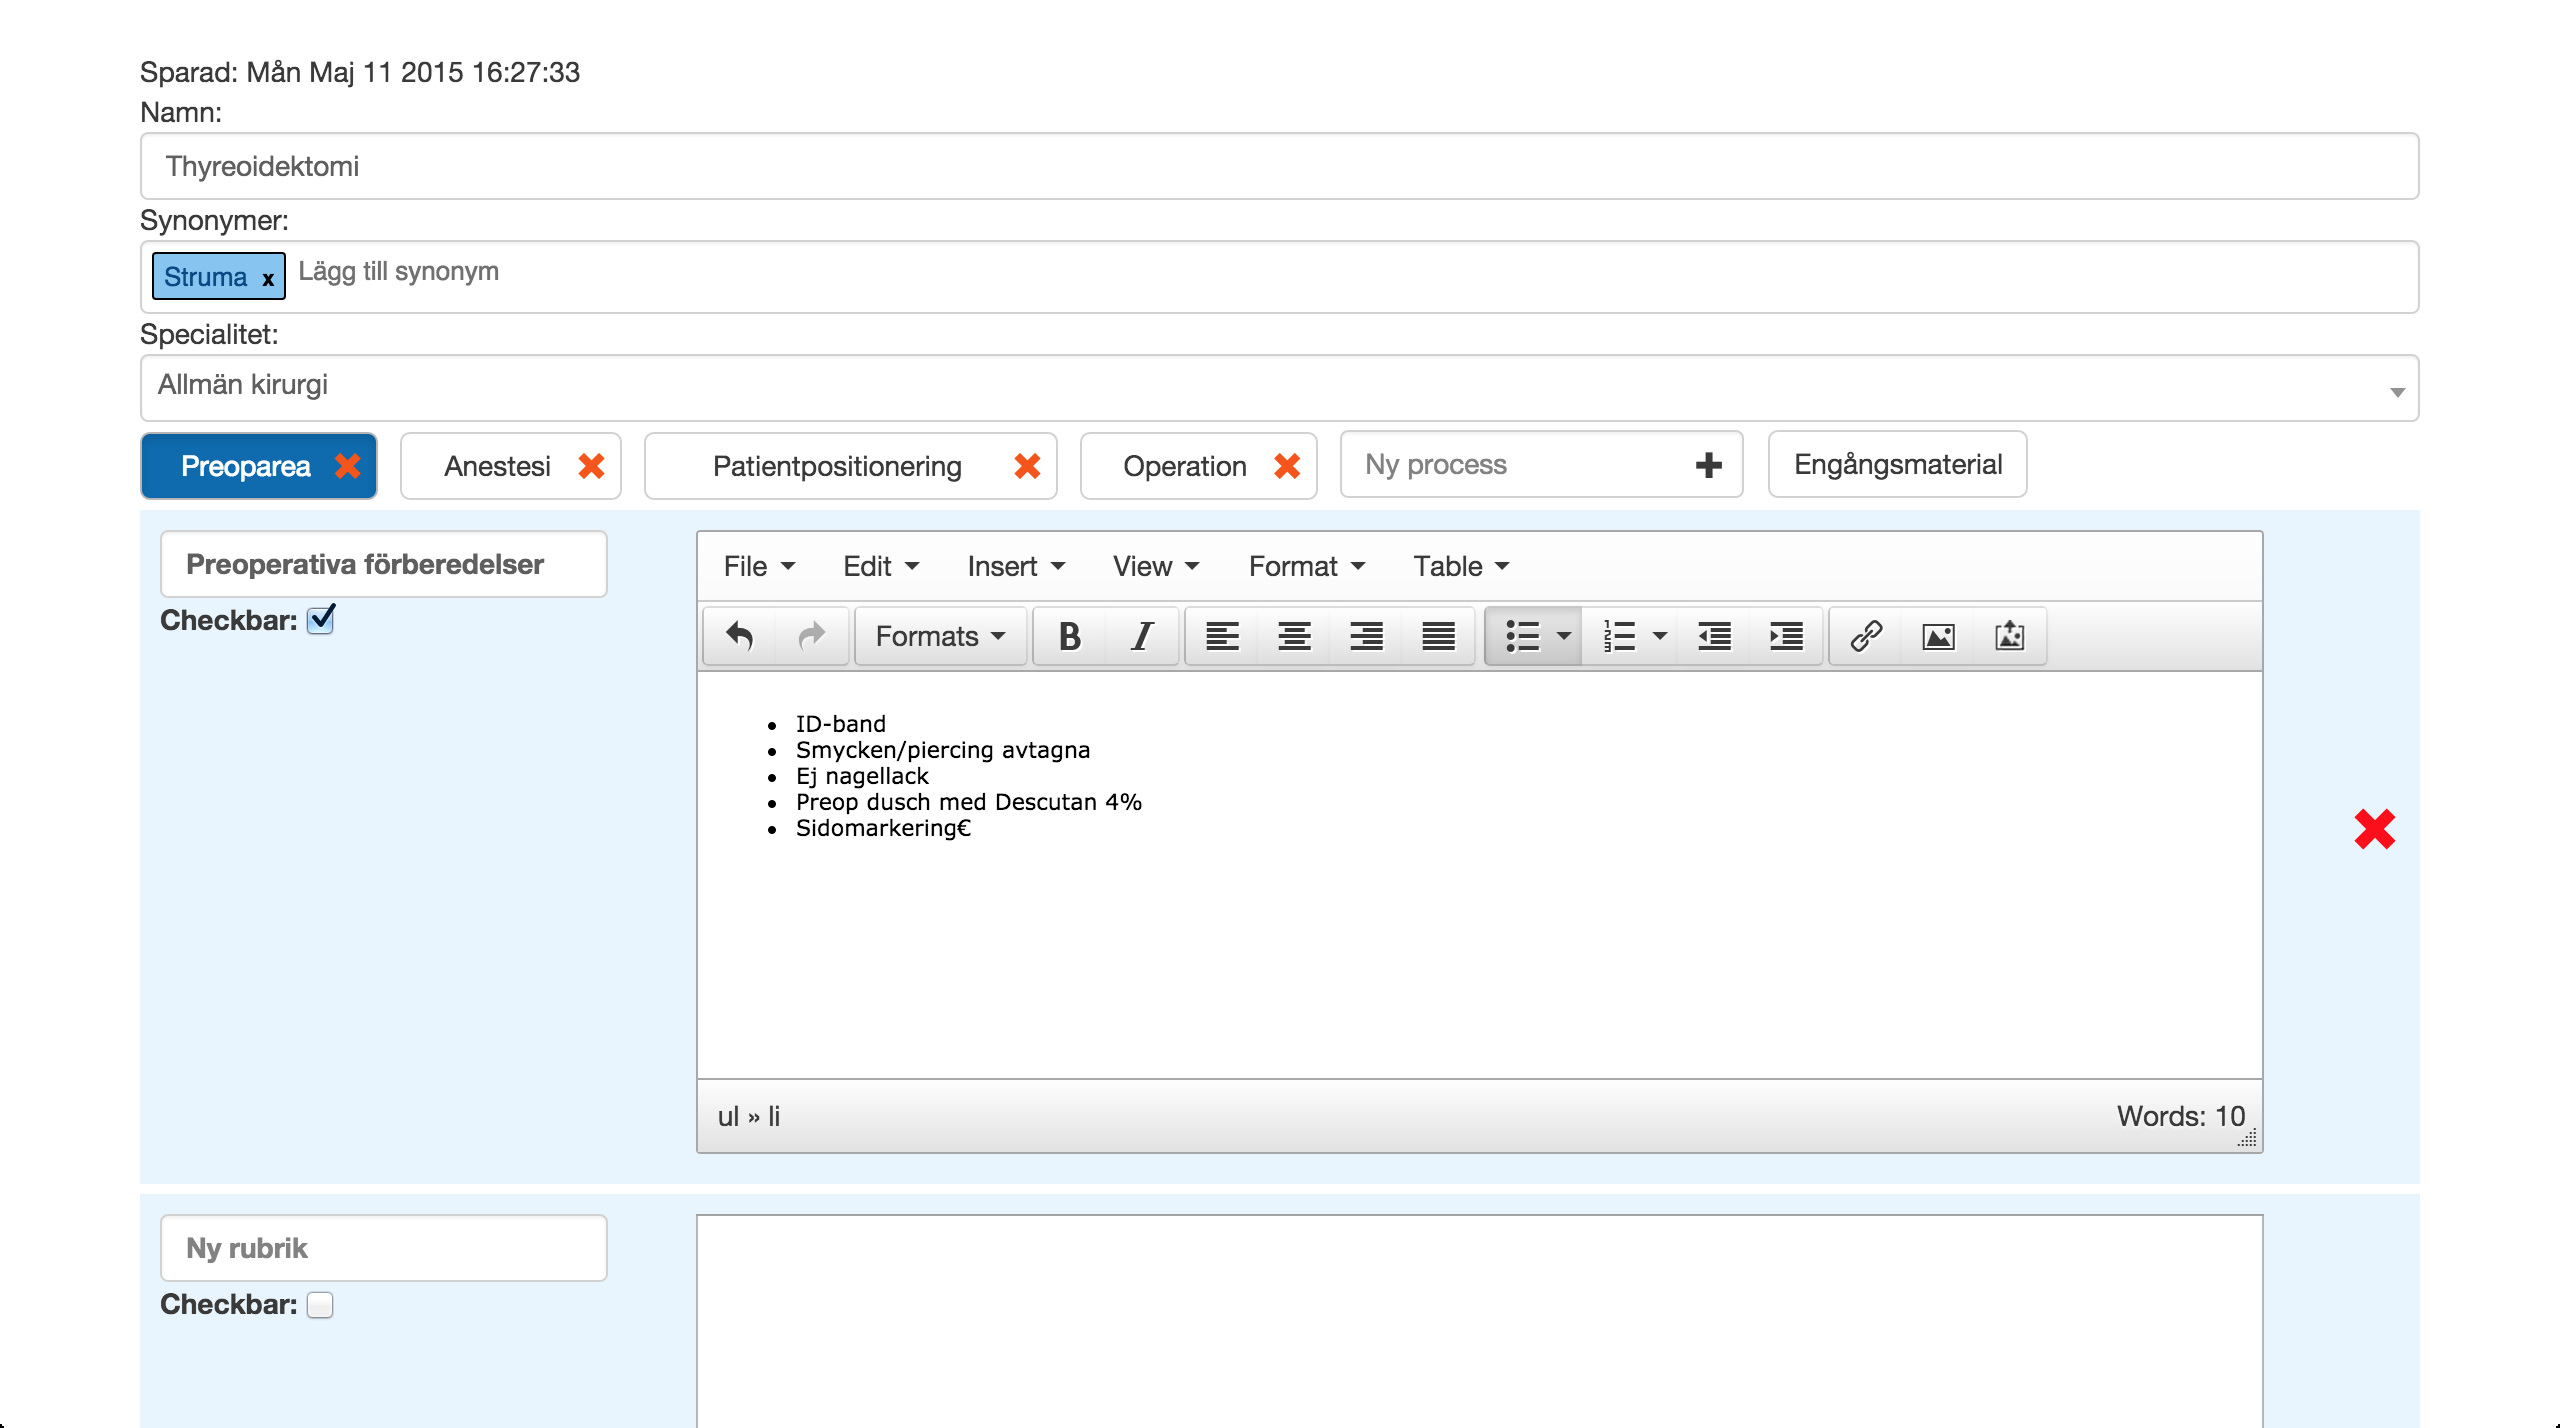 Sparad: Mån Maj 11 2015 16:27:33
Namn:
Thyreoidektomi
Synonymer:
Struma x Lägg till synonym
Specialitet:
Allmän kirurgi
Preoparea Anestesi Patientpositionering Operation Ny process Engångsmaterial
Preoperativa förberedelser
Checkbar:
File Edit Insert View Format Table
Formats B I
ID-band
Smycken/piercing avtagna
Ej nagellack
Preop dusch med Descutan 4%
Sidomarkering€
ul » li Words: 10
Ny rubrik
Checkbar: